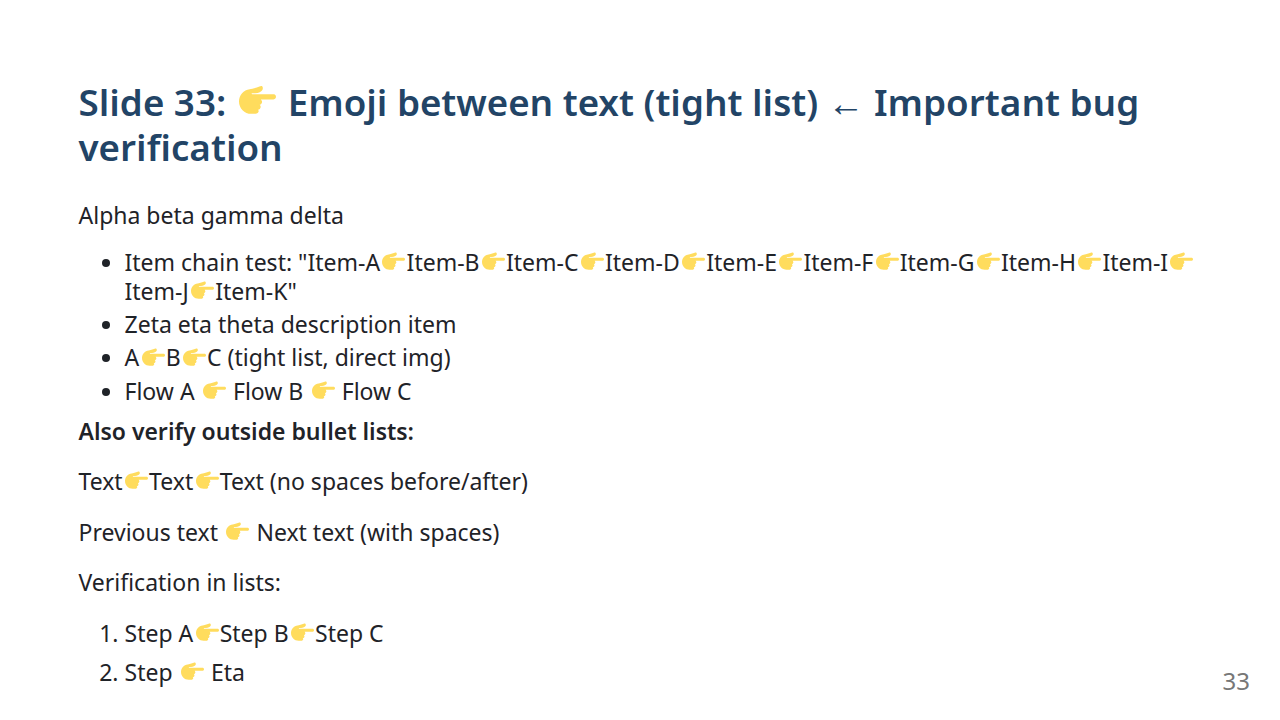 Slide 33: 👉 Emoji between text (tight list) ← Important bug
verification
Alpha beta gamma delta
• Item chain test: "Item-A👉Item-B👉Item-C👉Item-D👉Item-E👉Item-F👉Item-G👉Item-H👉Item-I👉
Item-J👉Item-K"
• Zeta eta theta description item
• A👉B👉C (tight list, direct img)
• Flow A 👉 Flow B 👉 Flow C
Also verify outside bullet lists:
Text👉Text👉Text (no spaces before/after)
Previous text 👉 Next text (with spaces)
Verification in lists:
1. Step A👉Step B👉Step C
2. Step 👉 Eta
33